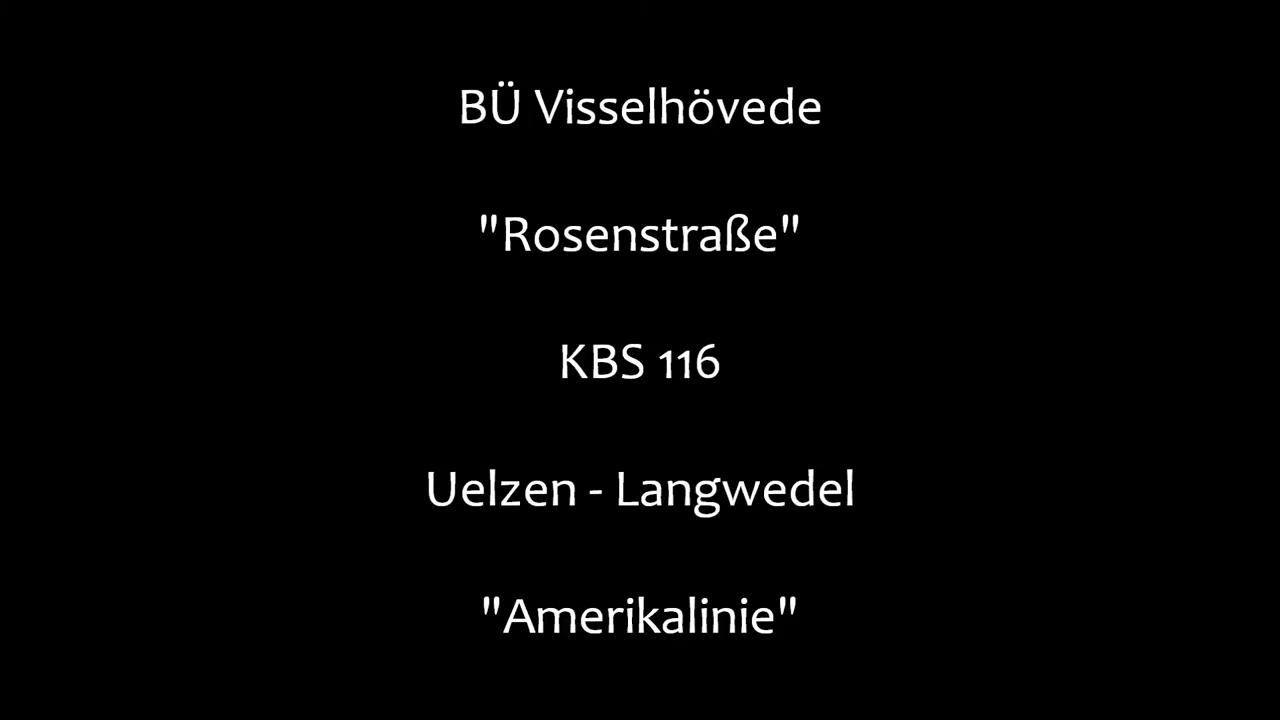 BÜ Visselhövede
"Rosenstraße"
KBS 116
Uelzen - Langwedel
"Amerikalinie"